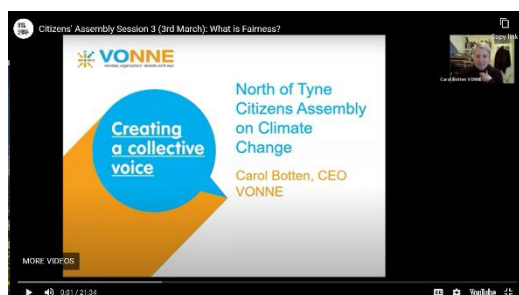 Citizens' Assembly Session 3 (3rd March): What is Fairness?
Copy link
VONNE
Creating
a collective
voice
North of Tyne
Citizens Assembly
on Climate
Change
Carol Botten, CEO
VONNE
Carol Botten VONNE
MORE VIDEOS
0:01 / 21:34
YouTube